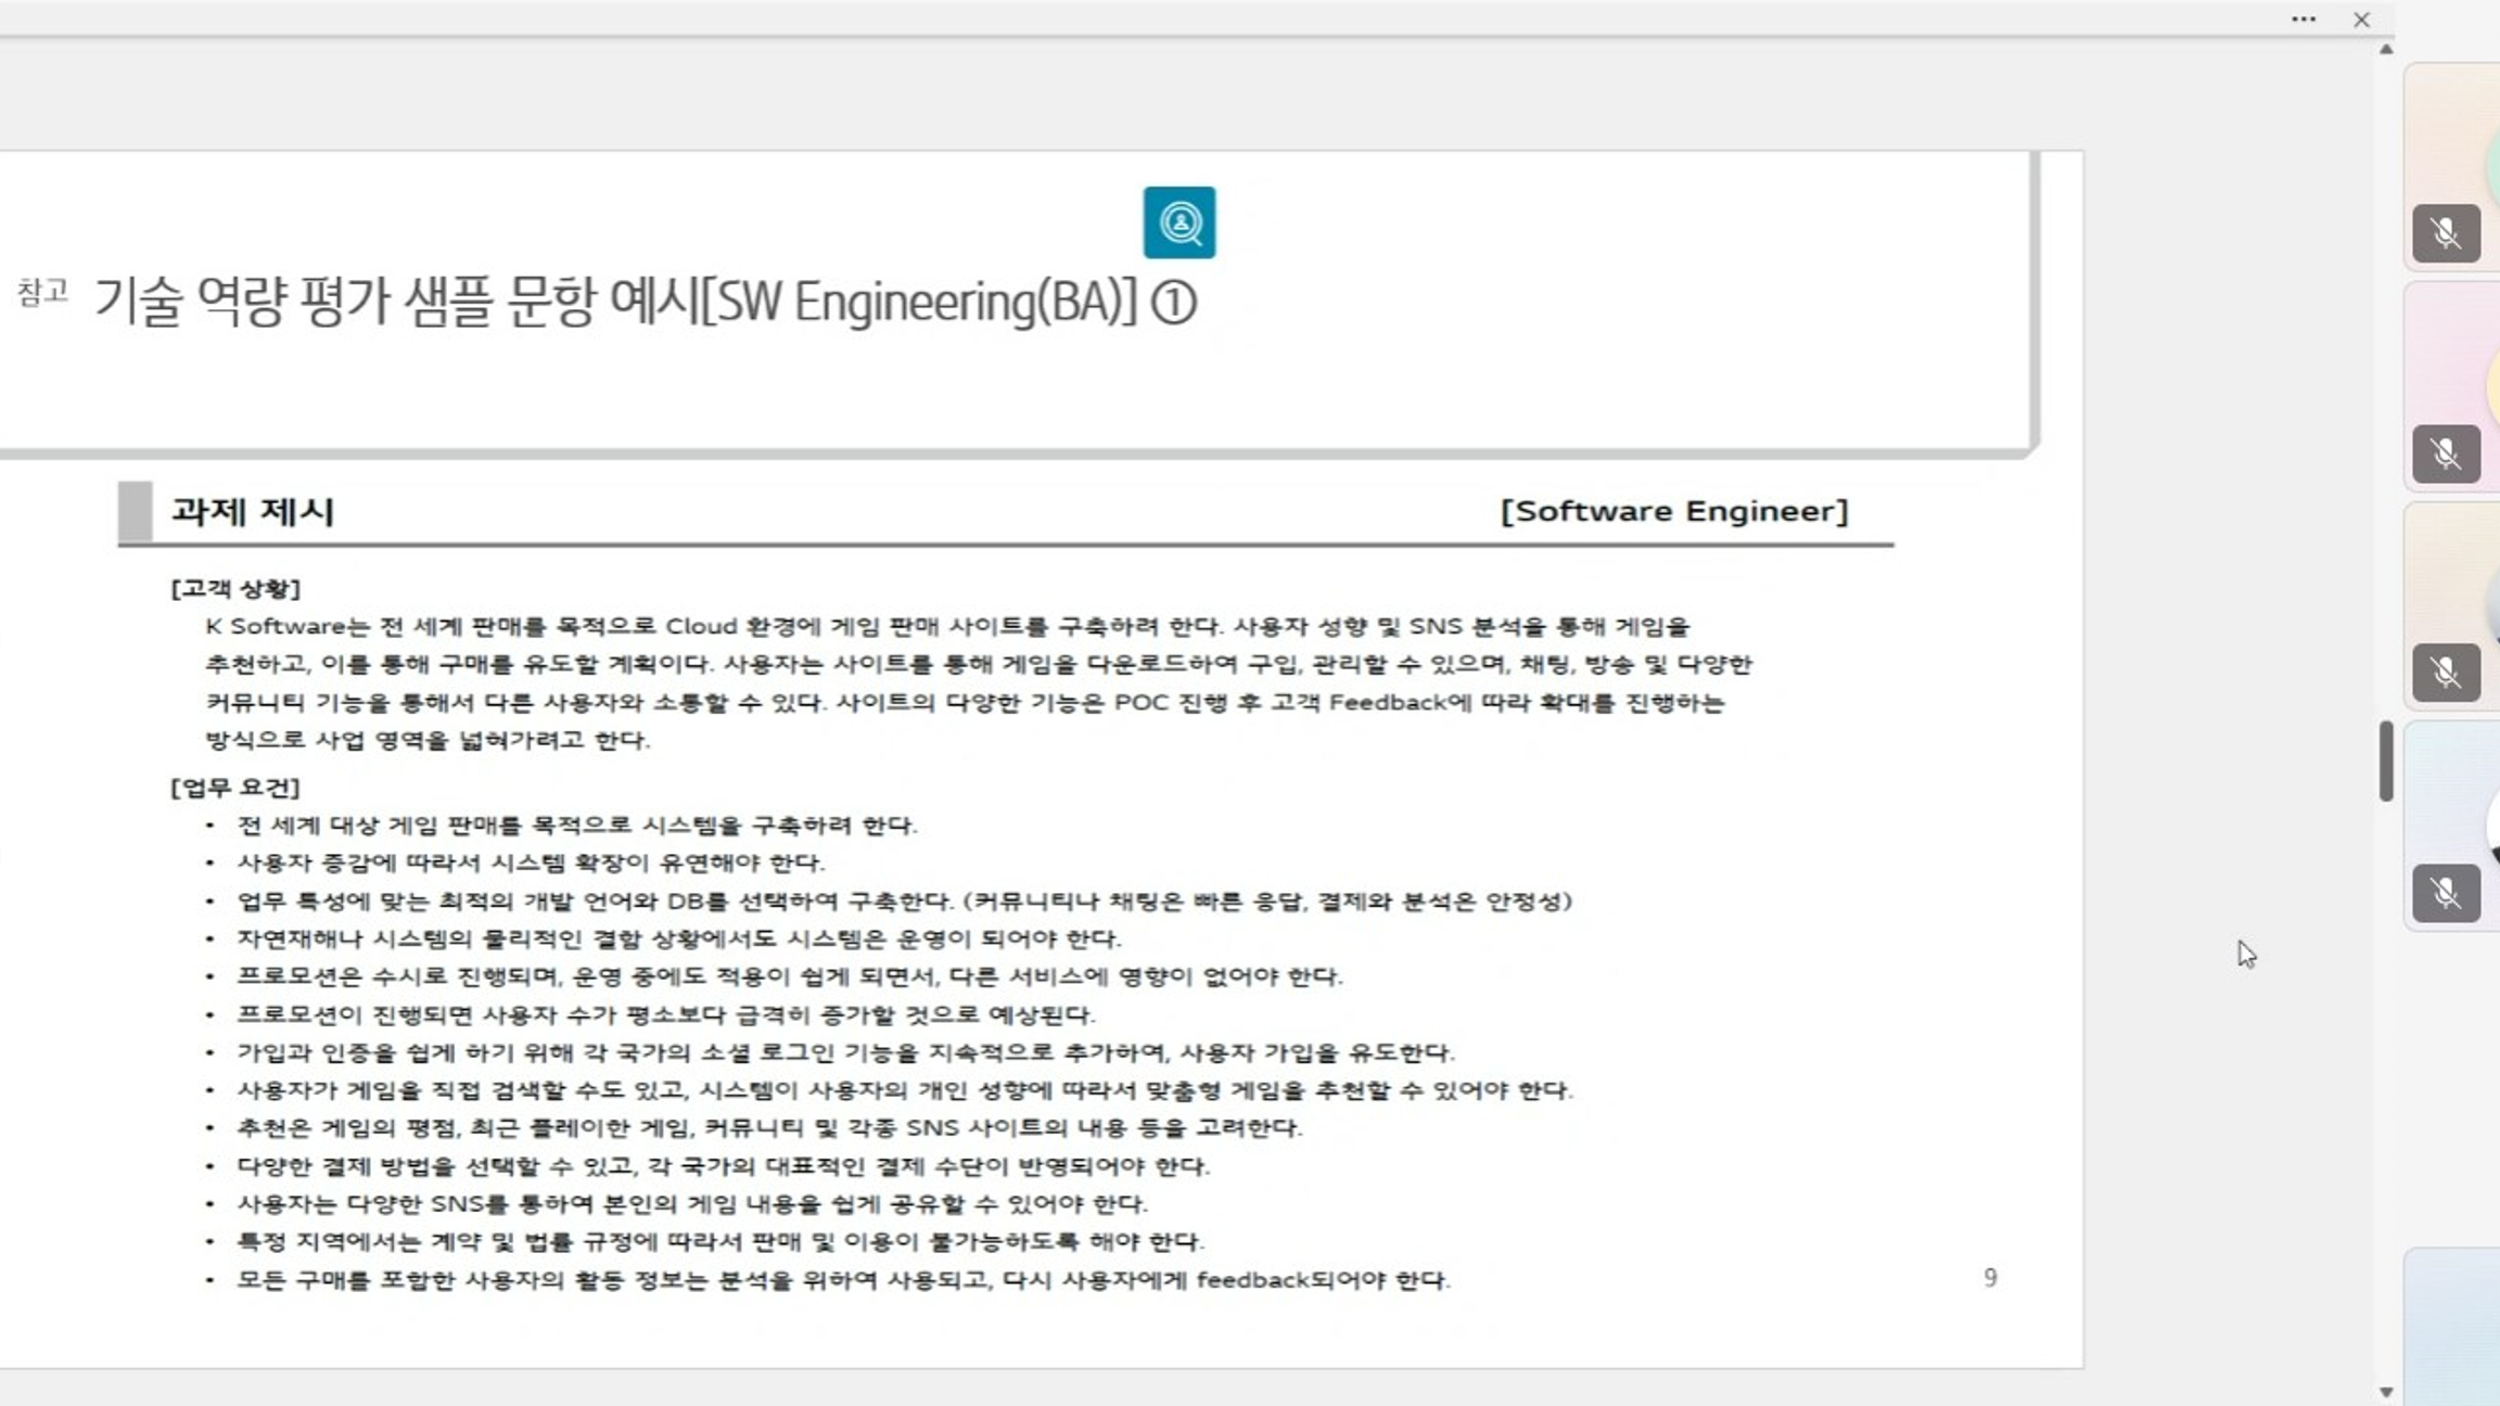 참고 기술 역량 평가 샘플 문항 예시[SW Engineering(BA)] ①
과제 제시 [Software Engineer]
[고객 상황]
K Software는 전 세계 판매를 목적으로 Cloud 환경에 게임 판매 사이트를 구축하려 한다. 사용자 성향 및 SNS 분석을 통해 게임을
추천하고, 이를 통해 구매를 유도할 계획이다. 사용자는 사이트를 통해 게임을 다운로드하여 구입, 관리할 수 있으며, 채팅, 방송 및 다양한
커뮤니티 기능을 통해서 다른 사용자와 소통할 수 있다. 사이트의 다양한 기능은 POC 진행 후 고객 Feedback에 따라 확대를 진행하는
방식으로 사업 영역을 넓혀가려고 한다.
[업무 요건]
• 전 세계 대상 게임 판매를 목적으로 시스템을 구축하려 한다.
• 사용자 증감에 따라서 시스템 확장이 유연해야 한다.
• 업무 특성에 맞는 최적의 개발 언어와 DB를 선택하여 구축한다. (커뮤니티나 채팅은 빠른 응답, 결제와 분석은 안정성)
• 자연재해나 시스템의 물리적인 결함 상황에서도 시스템은 운영이 되어야 한다.
• 프로모션은 수시로 진행되며, 운영 중에도 적용이 쉽게 되면서, 다른 서비스에 영향이 없어야 한다.
• 프로모션이 진행되면 사용자 수가 평소보다 급격히 증가할 것으로 예상된다.
• 가입과 인증을 쉽게 하기 위해 각 국가의 소셜 로그인 기능을 지속적으로 추가하여, 사용자 가입을 유도한다.
• 사용자가 게임을 직접 검색할 수도 있고, 시스템이 사용자의 개인 성향에 따라서 맞춤형 게임을 추천할 수 있어야 한다.
• 추천은 게임의 평점, 최근 플레이한 게임, 커뮤니티 및 각종 SNS 사이트의 내용 등을 고려한다.
• 다양한 결제 방법을 선택할 수 있고, 각 국가의 대표적인 결제 수단이 반영되어야 한다.
• 사용자는 다양한 SNS를 통하여 본인의 게임 내용을 쉽게 공유할 수 있어야 한다.
• 특정 지역에서는 계약 및 법률 규정에 따라서 판매 및 이용이 불가능하도록 해야 한다.
• 모든 구매를 포함한 사용자의 활동 정보는 분석을 위하여 사용되고, 다시 사용자에게 feedback되어야 한다.
9